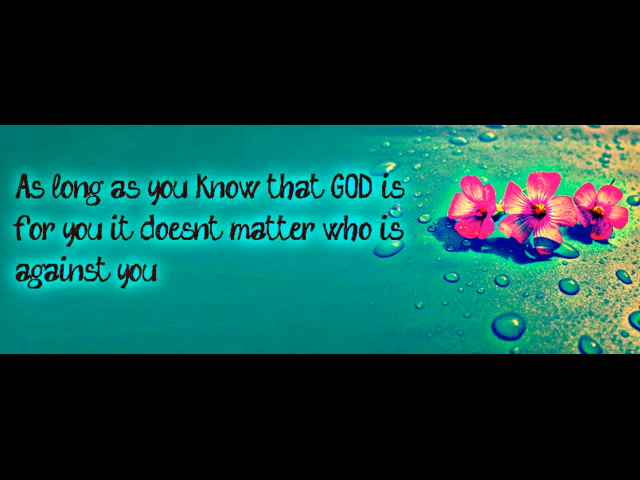 As long as you know that GOD is
for you it doesnt matter who is
against you